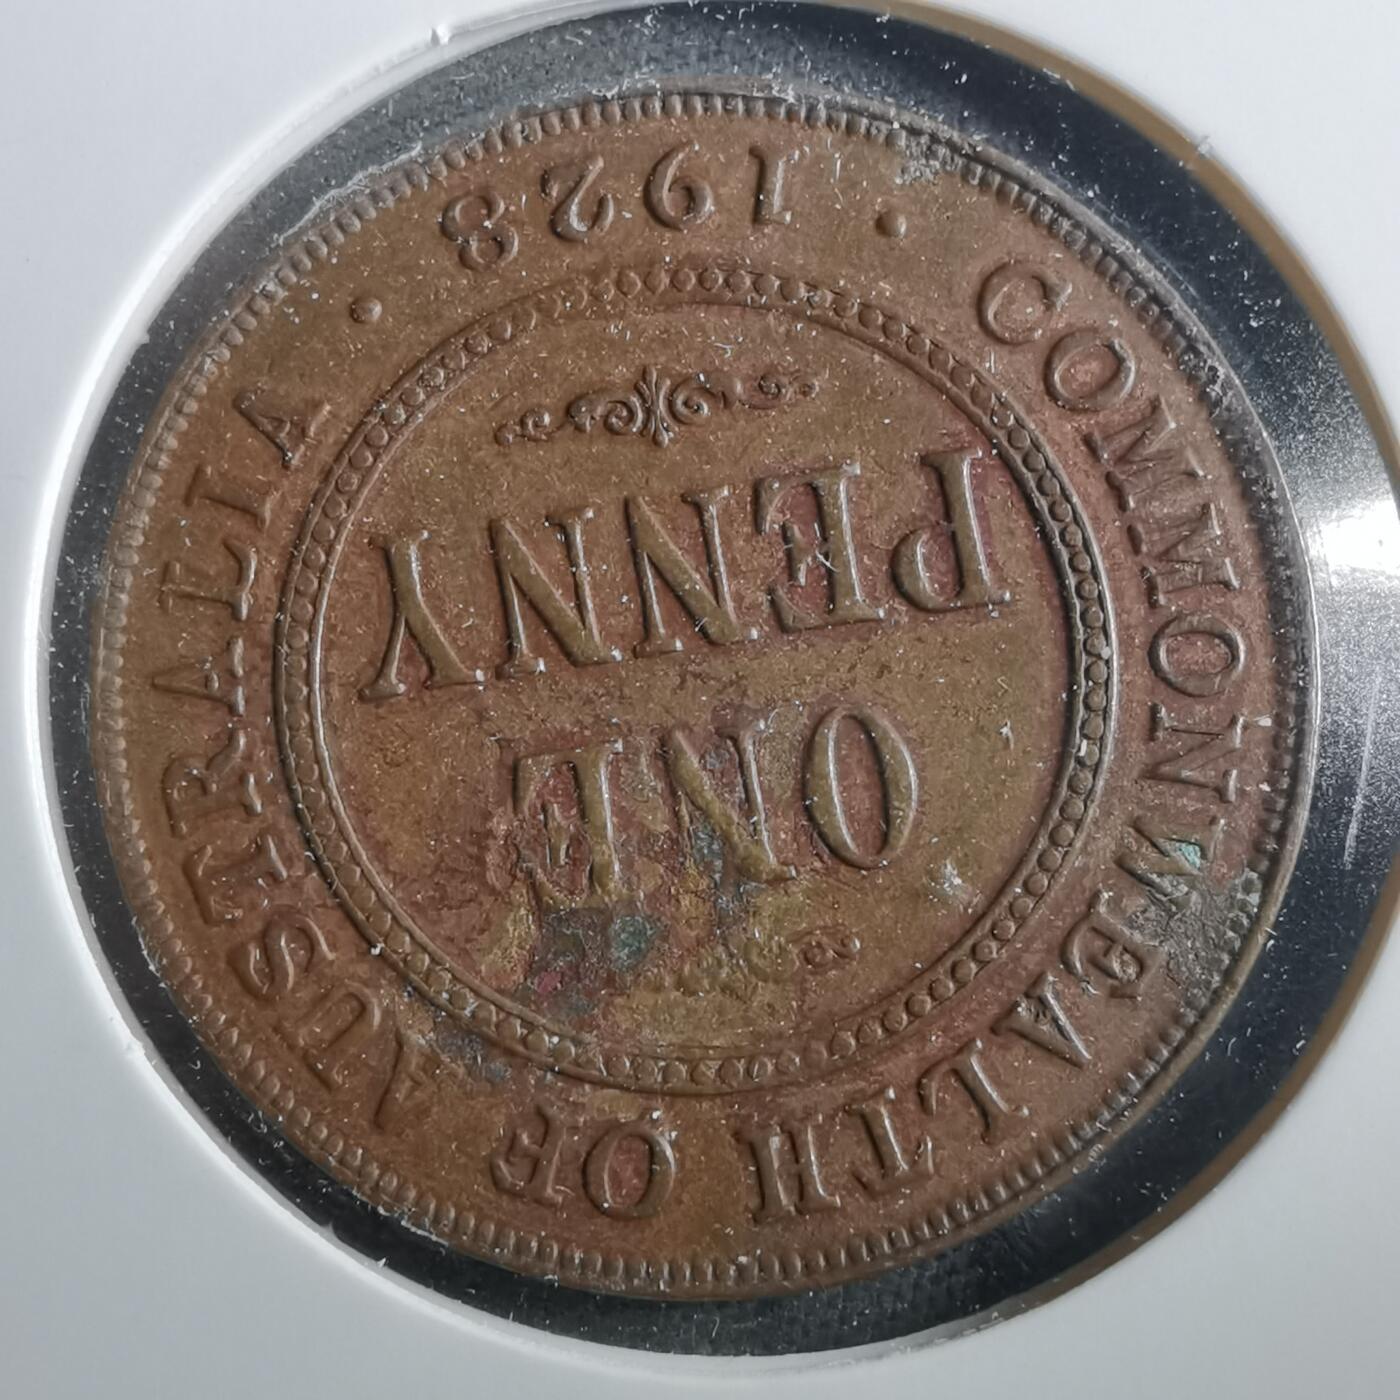 COMMONWEALTH OF AUSTRALIA
ONE
PENNY
· 1928 ·